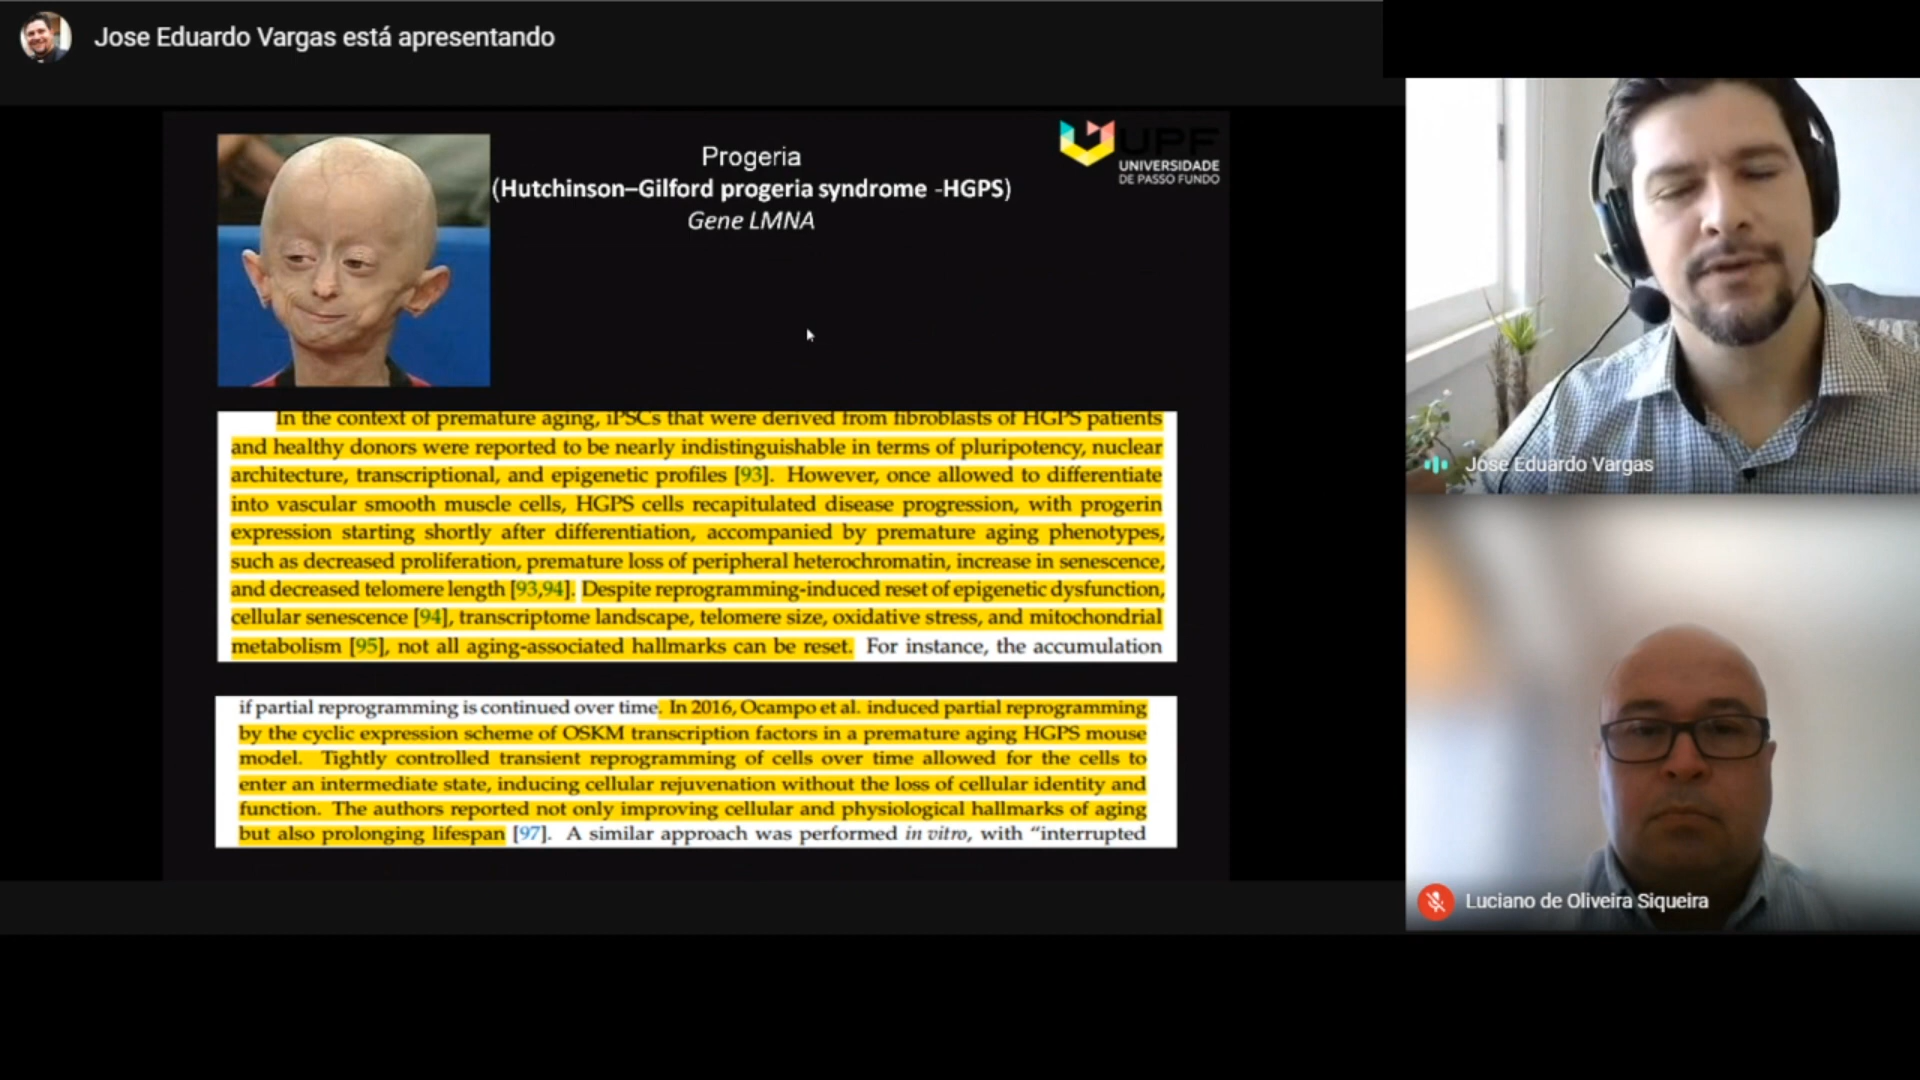 Jose Eduardo Vargas está apresentando
Progeria
(Hutchinson–Gilford progeria syndrome -HGPS)
Gene LMNA
UPF
UNIVERSIDADE
DE PASSO FUNDO
In the context of premature aging, iPSCs that were derived from fibroblasts of HGPS patients
and healthy donors were reported to be nearly indistinguishable in terms of pluripotency, nuclear
architecture, transcriptional, and epigenetic profiles [93]. However, once allowed to differentiate
into vascular smooth muscle cells, HGPS cells recapitulated disease progression, with progerin
expression starting shortly after differentiation, accompanied by premature aging phenotypes,
such as decreased proliferation, premature loss of peripheral heterochromatin, increase in senescence,
and decreased telomere length [93,94]. Despite reprogramming-induced reset of epigenetic dysfunction,
cellular senescence [94], transcriptome landscape, telomere size, oxidative stress, and mitochondrial
metabolism [95], not all aging-associated hallmarks can be reset. For instance, the accumulation
if partial reprogramming is continued over time. In 2016, Ocampo et al. induced partial reprogramming
by the cyclic expression scheme of OSKM transcription factors in a premature aging HGPS mouse
model. Tightly controlled transient reprogramming of cells over time allowed for the cells to
enter an intermediate state, inducing cellular rejuvenation without the loss of cellular identity and
function. The authors reported not only improving cellular and physiological hallmarks of aging
but also prolonging lifespan [97]. A similar approach was performed in vitro, with “interrupted
Jose Eduardo Vargas
Luciano de Oliveira Siqueira